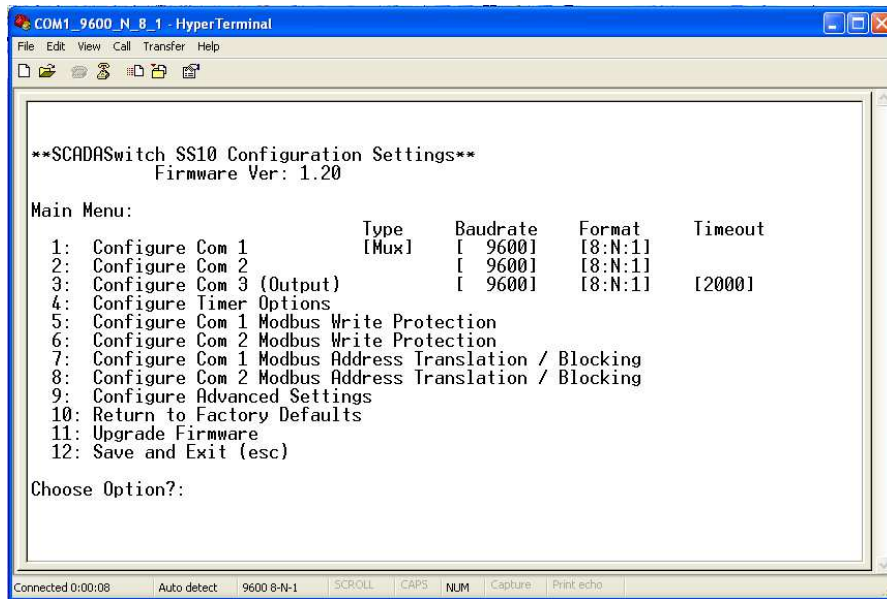 COM1_9600_N_8_1 - HyperTerminal
File Edit View Call Transfer Help
**SCADASwitch SS10 Configuration Settings**
Firmware Ver: 1.20
Main Menu:
Type Baudrate Format Timeout
1: Configure Com 1 [Mux] [ 9600] [8:N:1]
2: Configure Com 2 [ 9600] [8:N:1]
3: Configure Com 3 (Output) [ 9600] [8:N:1] [2000]
4: Configure Timer Options
5: Configure Com 1 Modbus Write Protection
6: Configure Com 2 Modbus Write Protection
7: Configure Com 1 Modbus Address Translation / Blocking
8: Configure Com 2 Modbus Address Translation / Blocking
9: Configure Advanced Settings
10: Return to Factory Defaults
11: Upgrade Firmware
12: Save and Exit (esc)
Choose Option?:
Connected 0:00:08 Auto detect 9600 8-N-1 SCROLL CAPS NUM Capture Print echo